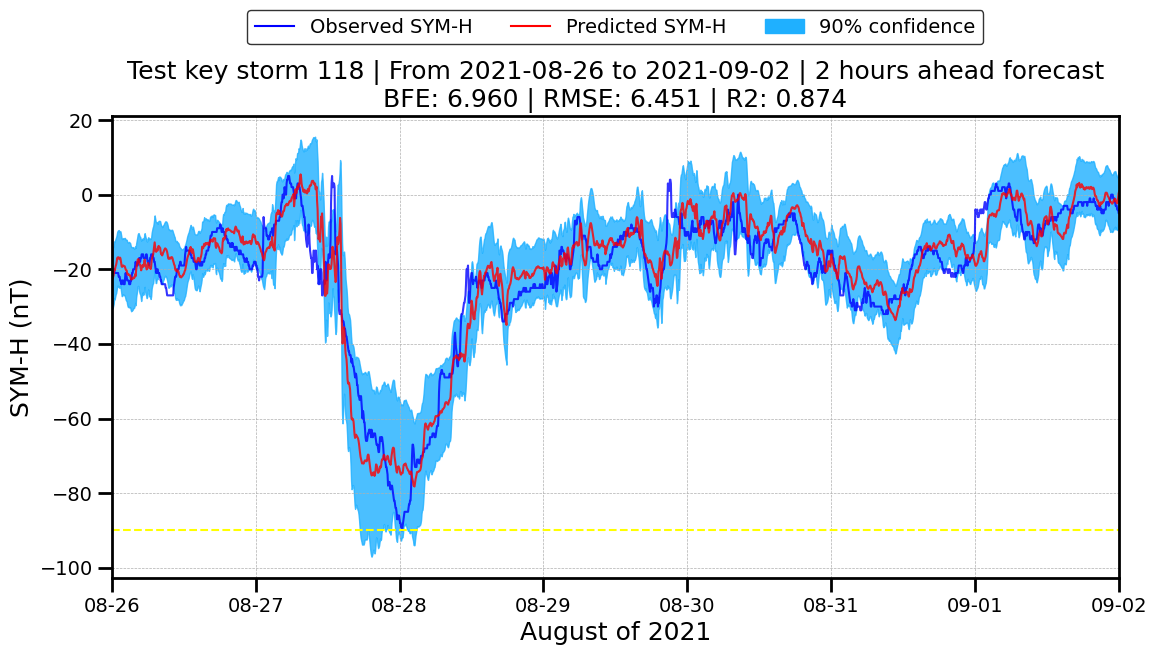 Observed SYM-H Predicted SYM-H 90% confidence
Test key storm 118 | From 2021-08-26 to 2021-09-02 | 2 hours ahead forecast
BFE: 6.960 | RMSE: 6.451 | R2: 0.874
SYM-H (nT)
20
0
−20
−40
−60
−80
−100
08-26 08-27 08-28 08-29 08-30 08-31 09-01 09-02
August of 2021